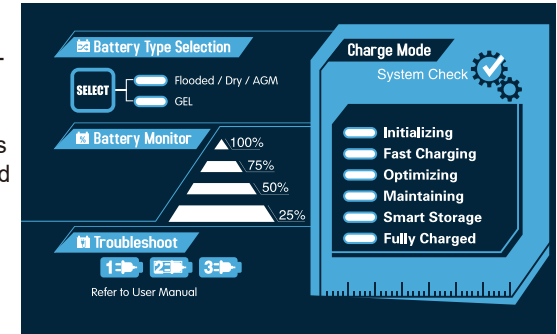 Battery Type Selection
SELECT
Flooded / Dry / AGM
GEL
Battery Monitor
100%
75%
50%
25%
Troubleshoot
1
2
3
Refer to User Manual
Charge Mode
System Check
Initializing
Fast Charging
Optimizing
Maintaining
Smart Storage
Fully Charged
s
d